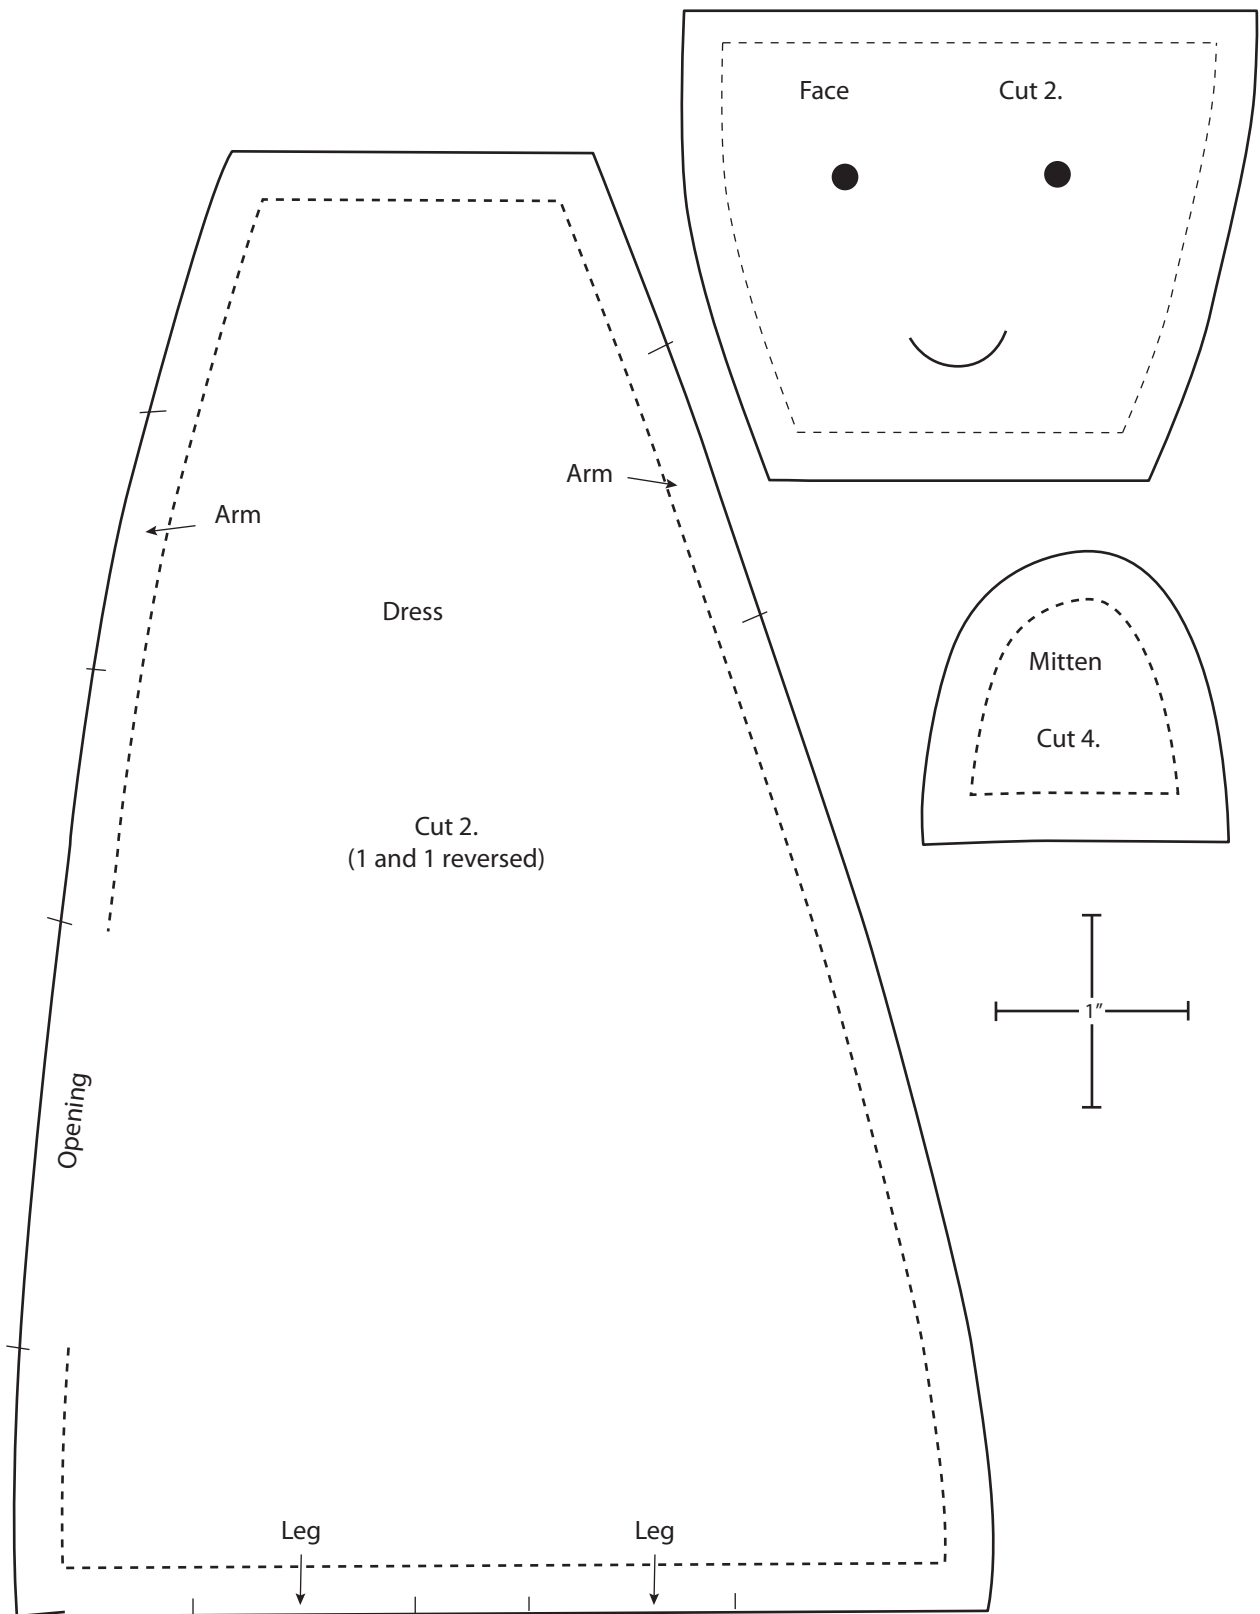 Face
Cut 2.
Arm
Arm
Dress
Mitten
Cut 4.
Cut 2.
(1 and 1 reversed)
1"
Opening
Leg
Leg